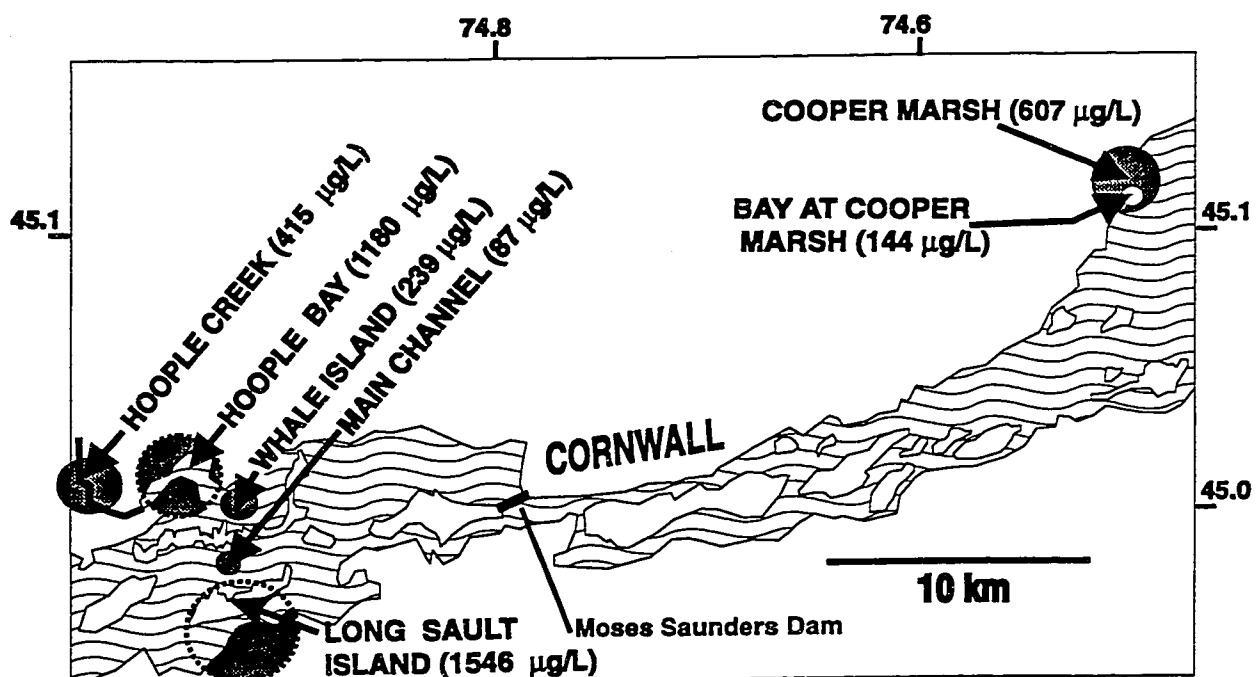 74.8
74.6
COOPER MARSH (607 µg/L)
BAY AT COOPER
MARSH (144 µg/L)
45.1
45.1
HOOPLE CREEK (415 µg/L)
HOOPLE BAY (1180 µg/L)
WHALE ISLAND (239 µg/L)
MAIN CHANNEL (87 µg/L)
CORNWALL
45.0
10 km
Moses Saunders Dam
LONG SAULT
ISLAND (1546 µg/L)